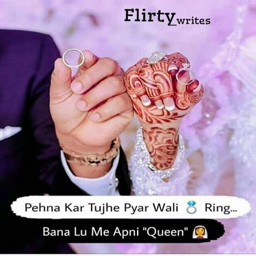 Flirty_writes
Pehna Kar Tujhe Pyar Wali 💍 Ring...
Bana Lu Me Apni "Queen" 👰